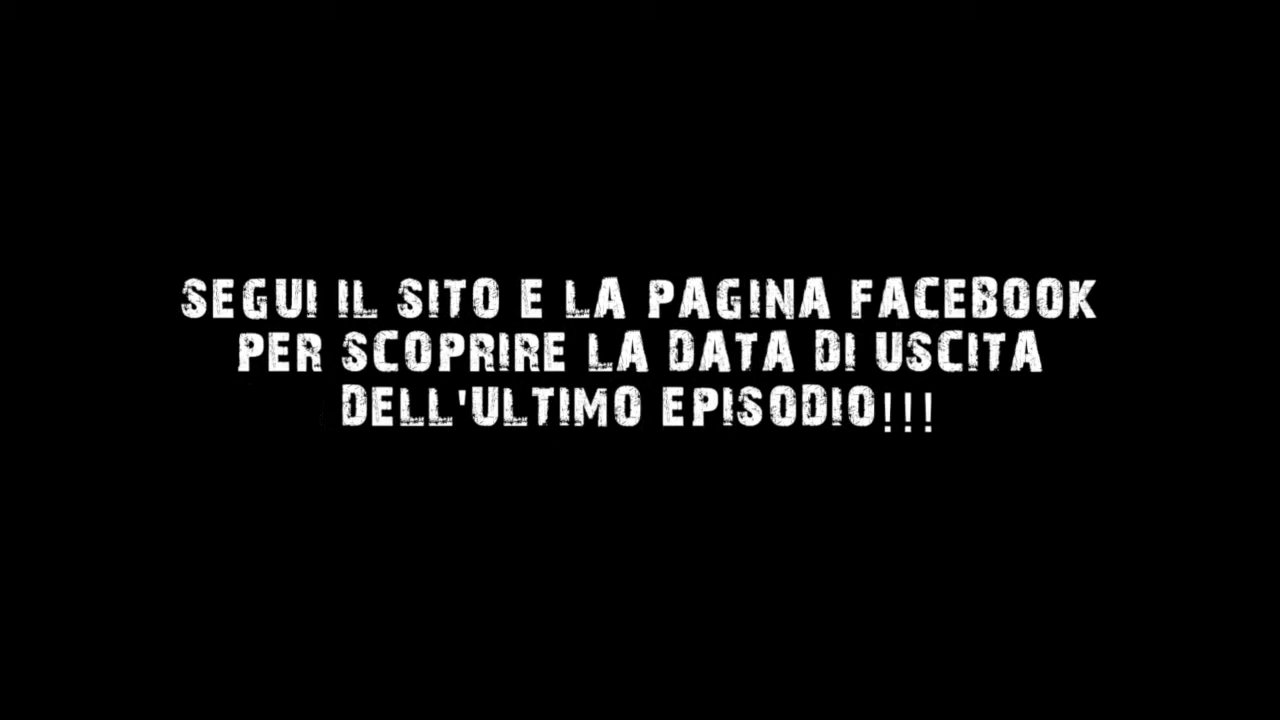 SEGUI IL SITO E LA PAGINA FACEBOOK
PER SCOPRIRE LA DATA DI USCITA
DELL'ULTIMO EPISODIO!!!